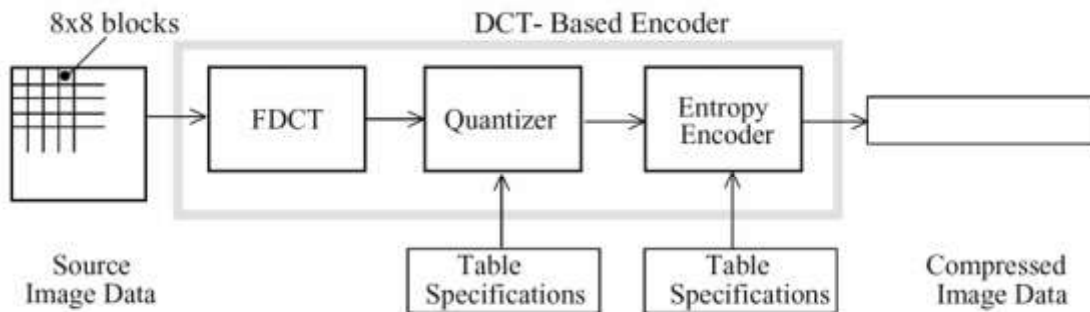 8x8 blocks
DCT- Based Encoder
FDCT
Quantizer
Entropy
Encoder
Source
Image Data
Table
Specifications
Table
Specifications
Compressed
Image Data